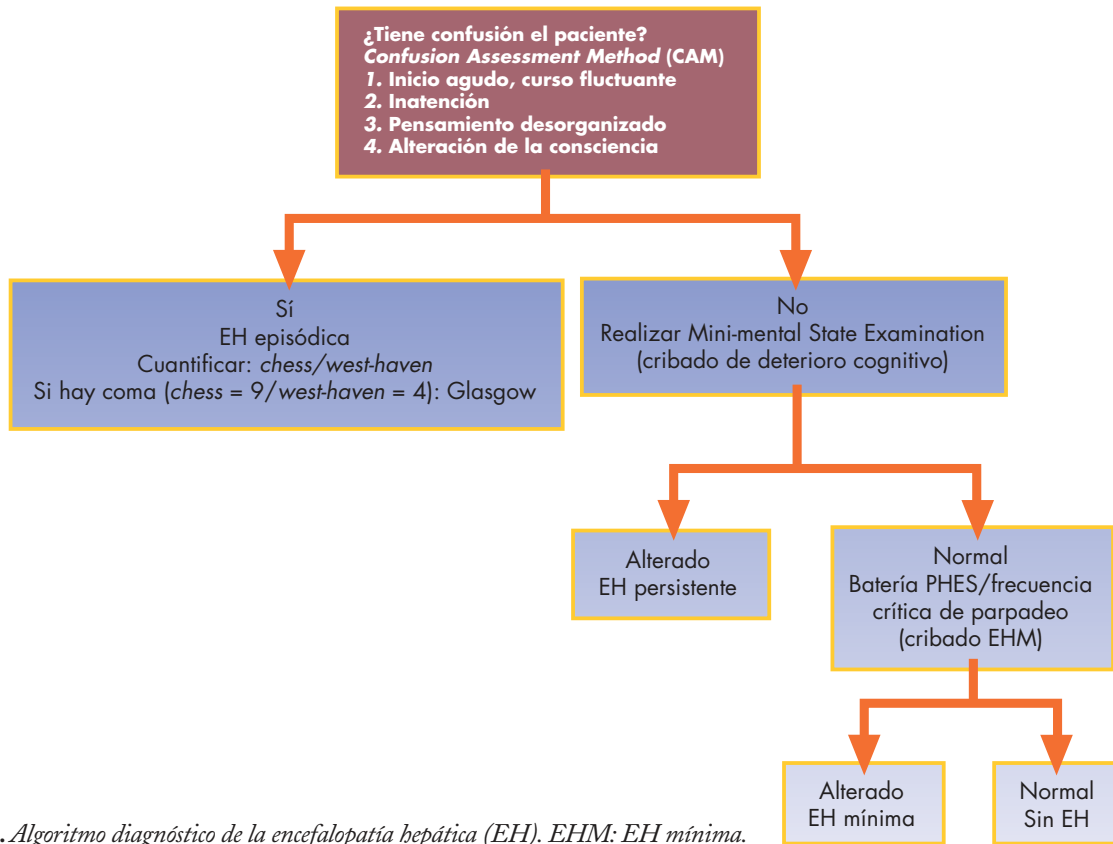 ¿Tiene confusión el paciente?
Confusion Assessment Method (CAM)
1. Inicio agudo, curso fluctuante
2. Inatención
3. Pensamiento desorganizado
4. Alteración de la consciencia
Sí
EH episódica
Cuantificar: chess/west-haven
Si hay coma (chess = 9/west-haven = 4): Glasgow
No
Realizar Mini-mental State Examination
(cribado de deterioro cognitivo)
Alterado
EH persistente
Normal
Batería PHES/frecuencia
crítica de parpadeo
(cribado EHM)
Alterado
EH mínima
Normal
Sin EH
. Algoritmo diagnóstico de la encefalopatía hepática (EH). EHM: EH mínima.